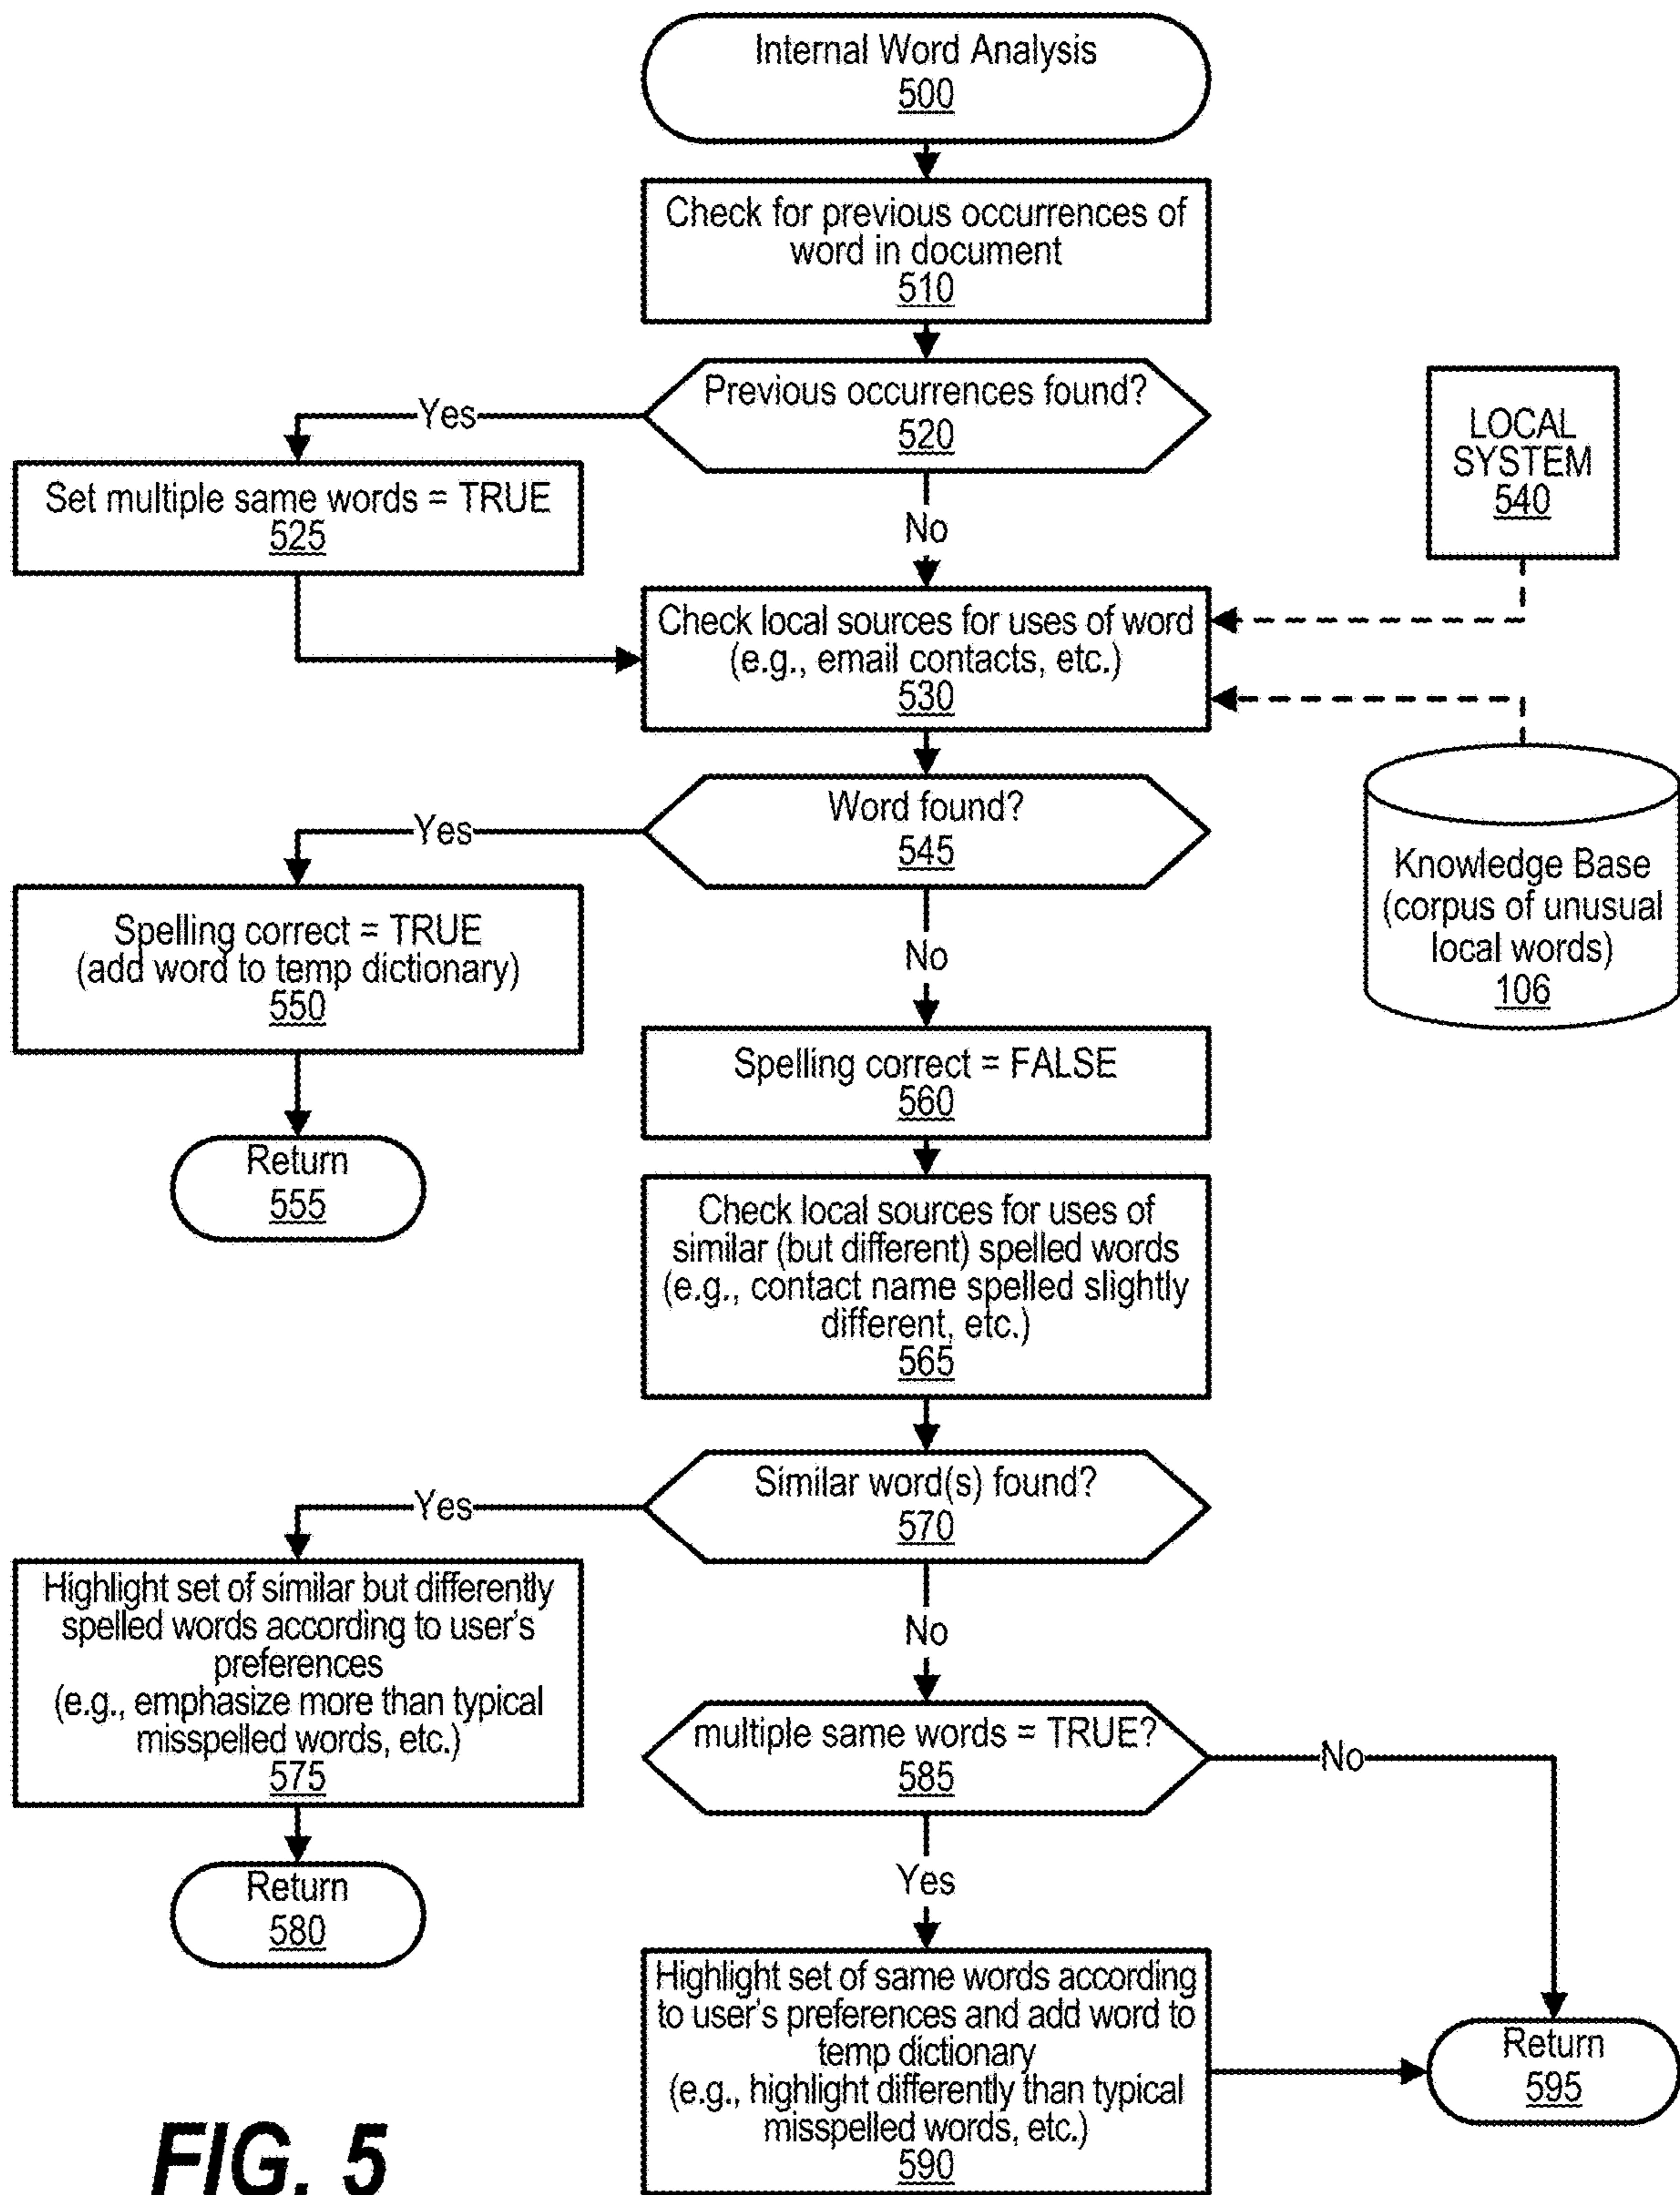 Internal Word Analysis
500
Check for previous occurrences of
word in document
510
Previous occurrences found?
520
Yes
No
Set multiple same words = TRUE
525
LOCAL
SYSTEM
540
Check local sources for uses of word
(e.g., email contacts, etc.)
530
Word found?
545
Yes
No
Knowledge Base
(corpus of unusual
local words)
106
Spelling correct = TRUE
(add word to temp dictionary)
550
Return
555
Spelling correct = FALSE
560
Check local sources for uses of
similar (but different) spelled words
(e.g., contact name spelled slightly
different, etc.)
565
Similar word(s) found?
570
Yes
No
Highlight set of similar but differently
spelled words according to user's
preferences
(e.g., emphasize more than typical
misspelled words, etc.)
575
Return
580
multiple same words = TRUE?
585
No
Yes
Highlight set of same words according
to user's preferences and add word to
temp dictionary
(e.g., highlight differently than typical
misspelled words, etc.)
590
Return
595
FIG. 5